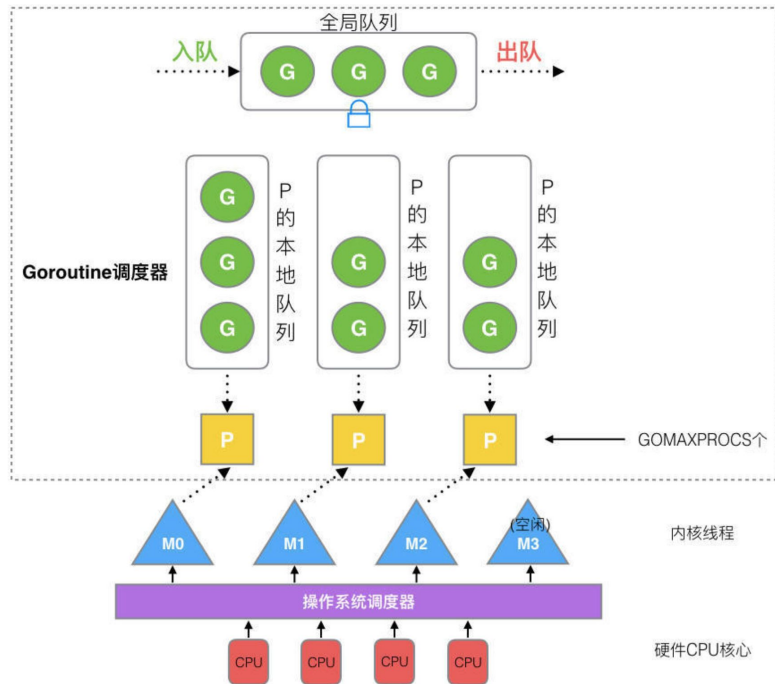 全局队列
入队
G G G
出队
G
G
G
P的本地队列
G
G
P的本地队列
G
G
P的本地队列
Goroutine调度器
P P P
GOMAXPROCS个
M0 M1 M2 (空闲) M3
内核线程
操作系统调度器
CPU CPU CPU CPU
硬件CPU核心